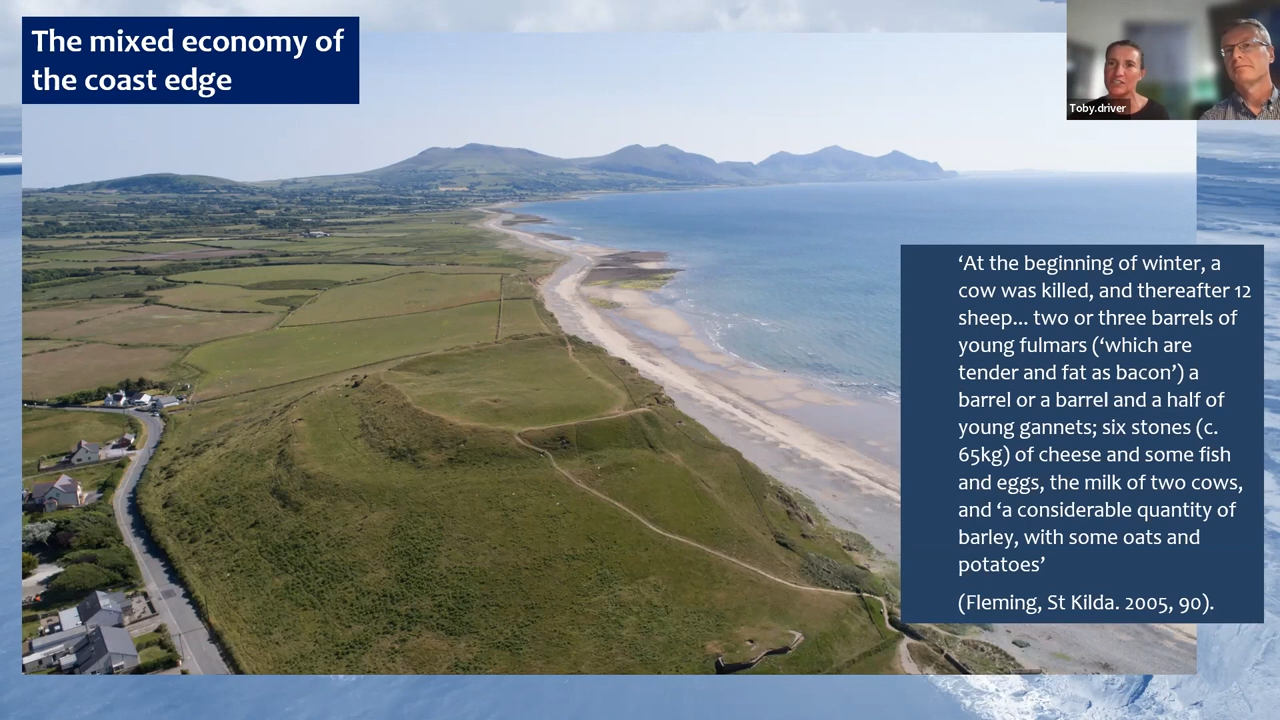 The mixed economy of
the coast edge
Toby.driver
‘At the beginning of winter, a
cow was killed, and thereafter 12
sheep... two or three barrels of
young fulmars (‘which are
tender and fat as bacon’) a
barrel or a barrel and a half of
young gannets; six stones (c.
65kg) of cheese and some fish
and eggs, the milk of two cows,
and ‘a considerable quantity of
barley, with some oats and
potatoes’
(Fleming, St Kilda. 2005, 90).